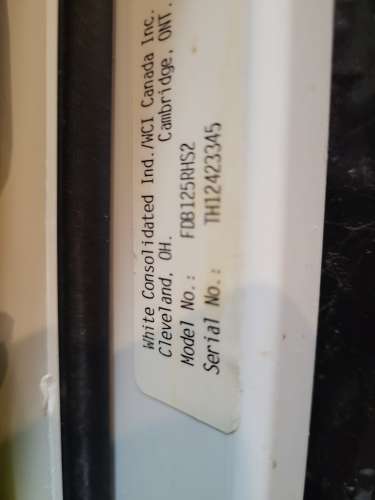 White Consolidated Ind./WCI Canada Inc.
Cleveland, OH. Cambridge, ONT.
Model No.: FDB125RHS2
Serial No.: TH12423345